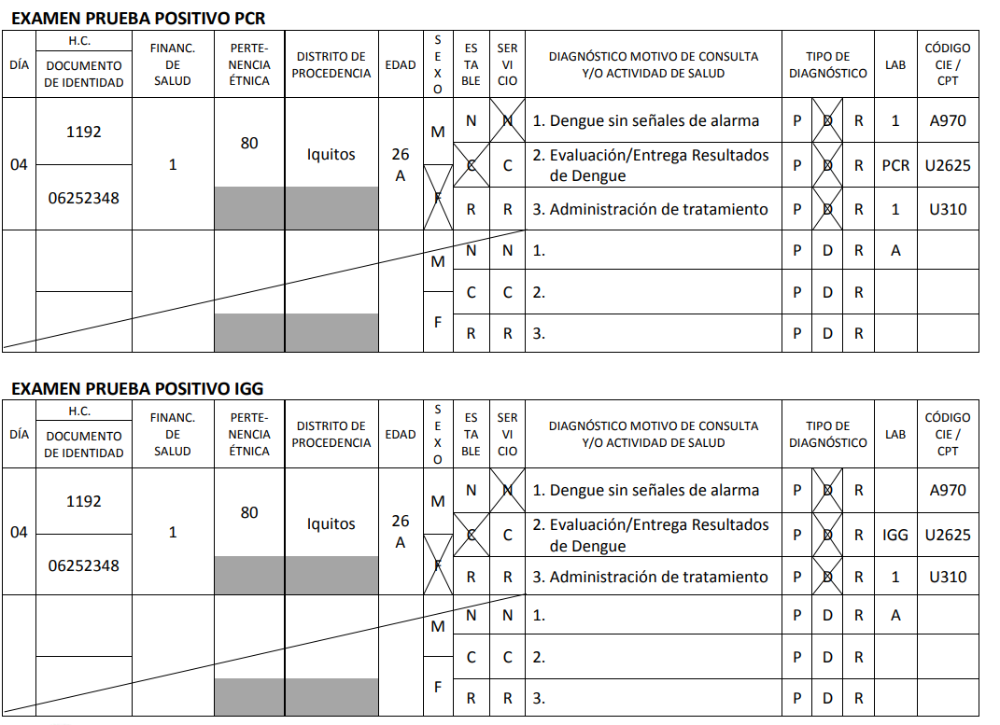 EXAMEN PRUEBA POSITIVO PCR
DÍA
H.C.
DOCUMENTO
DE IDENTIDAD
FINANC.
DE
SALUD
PERTE-
NENCIA
ÉTNICA
DISTRITO DE
PROCEDENCIA
EDAD
S
E
X
O
ES
TA
BLE
SER
VI
CIO
DIAGNÓSTICO MOTIVO DE CONSULTA
Y/O ACTIVIDAD DE SALUD
TIPO DE
DIAGNÓSTICO
LAB
CÓDIGO
CIE /
CPT
04
1192
06252348
1
80
Iquitos
26
A
M
F
N N 1. Dengue sin señales de alarma P D R 1 A970
C C 2. Evaluación/Entrega Resultados
de Dengue P D R PCR U2625
R R 3. Administración de tratamiento P D R 1 U310
M
F
N N 1. P D R A
C C 2. P D R
R R 3. P D R
EXAMEN PRUEBA POSITIVO IGG
DÍA
H.C.
DOCUMENTO
DE IDENTIDAD
FINANC.
DE
SALUD
PERTE-
NENCIA
ÉTNICA
DISTRITO DE
PROCEDENCIA
EDAD
S
E
X
O
ES
TA
BLE
SER
VI
CIO
DIAGNÓSTICO MOTIVO DE CONSULTA
Y/O ACTIVIDAD DE SALUD
TIPO DE
DIAGNÓSTICO
LAB
CÓDIGO
CIE /
CPT
04
1192
06252348
1
80
Iquitos
26
A
M
F
N N 1. Dengue sin señales de alarma P D R A970
C C 2. Evaluación/Entrega Resultados
de Dengue P D R IGG U2625
R R 3. Administración de tratamiento P D R 1 U310
M
F
N N 1. P D R A
C C 2. P D R
R R 3. P D R